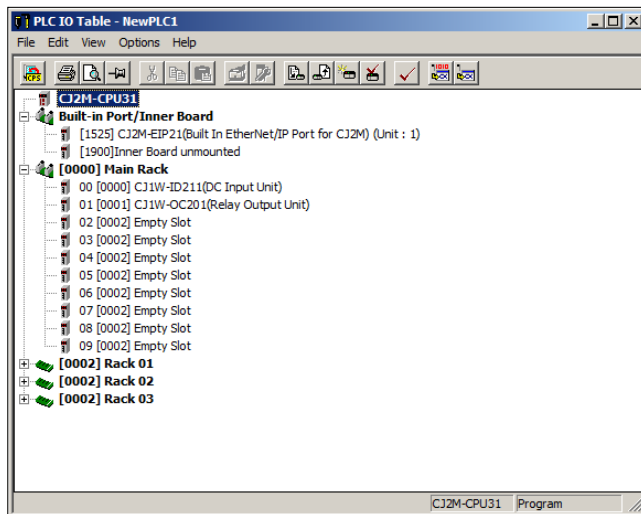 PLC IO Table - NewPLC1
File Edit View Options Help
CJ2M-CPU31
Built-in Port/Inner Board
[1525] CJ2M-EIP21(Built In EtherNet/IP Port for CJ2M) (Unit : 1)
[1900]Inner Board unmounted
[0000] Main Rack
00 [0000] CJ1W-ID211(DC Input Unit)
01 [0001] CJ1W-OC201(Relay Output Unit)
02 [0002] Empty Slot
03 [0002] Empty Slot
04 [0002] Empty Slot
05 [0002] Empty Slot
06 [0002] Empty Slot
07 [0002] Empty Slot
08 [0002] Empty Slot
09 [0002] Empty Slot
[0002] Rack 01
[0002] Rack 02
[0002] Rack 03
CJ2M-CPU31 Program